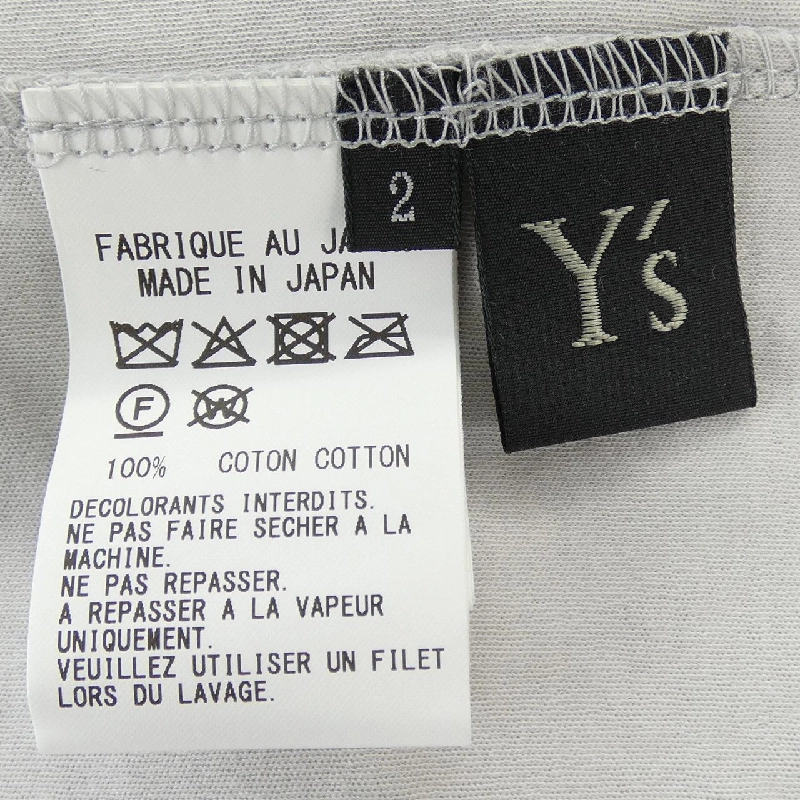 2
Y's
FABRIQUE AU
MADE IN JAPAN
F
W
100% COTON COTTON
DECOLORANTS INTERDITS.
NE PAS FAIRE SECHER A LA
MACHINE.
NE PAS REPASSER.
A REPASSER A LA VAPEUR
UNIQUEMENT.
VEUILLEZ UTILISER UN FILET
LORS DU LAVAGE.